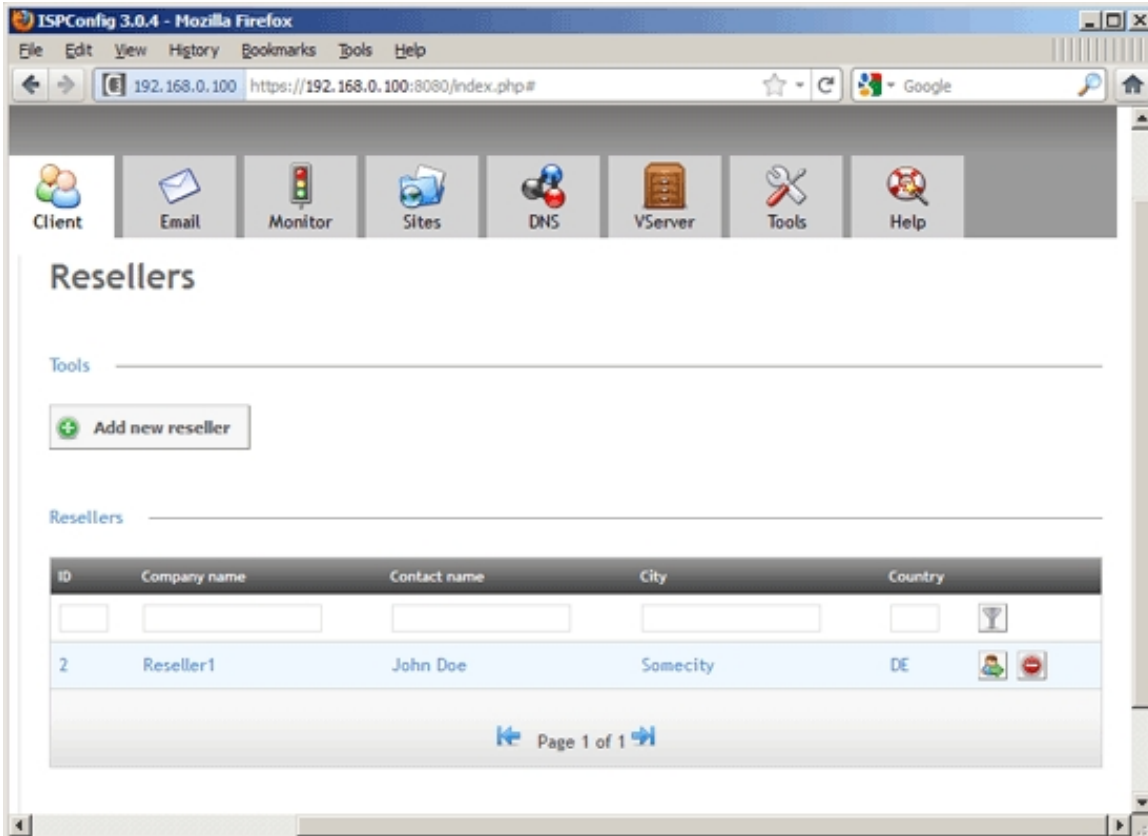 ISPConfig 3.0.4 - Mozilla Firefox
File Edit View History Bookmarks Tools Help
192.168.0.100 https://192.168.0.100:8080/index.php# Google
Client Email Monitor Sites DNS VServer Tools Help
Resellers
Tools
Add new reseller
Resellers
ID Company name Contact name City Country
2 Reseller1 John Doe Somecity DE
Page 1 of 1